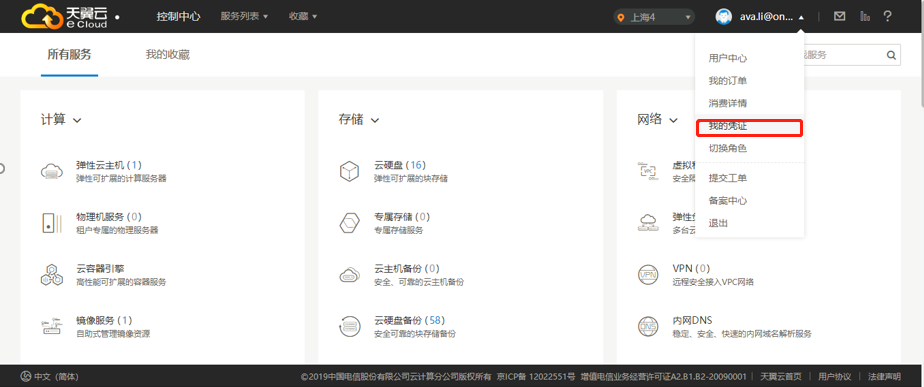 天翼云
e Cloud
控制中心 服务列表 收藏 上海4 ava.li@on...
所有服务 我的收藏
用户中心
我的订单
消费详情
我的凭证
切换角色
提交工单
备案中心
退出
计算
弹性云主机 (1)
弹性可扩展的计算服务器
物理机服务 (0)
租户专属的物理服务器
云容器引擎
高性能可扩展的容器服务
镜像服务 (1)
自助式管理镜像资源
存储
云硬盘 (16)
弹性可扩展的块存储
专属存储 (0)
专属存储服务
云主机备份 (0)
安全、可靠的云主机备份
云硬盘备份 (58)
安全可靠的块存储备份
网络
VPC
虚拟
安全
弹性
多台云
VPN
VPN (0)
远程安全接入VPC网络
DNS
内网DNS
稳定、安全、快速的内网域名解析服务
中文（简体） ©2019中国电信股份有限公司云计算分公司版权所有 京ICP备 12022551号 增值电信业务经营许可证A2.B1.B2-20090001 | 天翼云首页 | 用户协议 | 法律声明